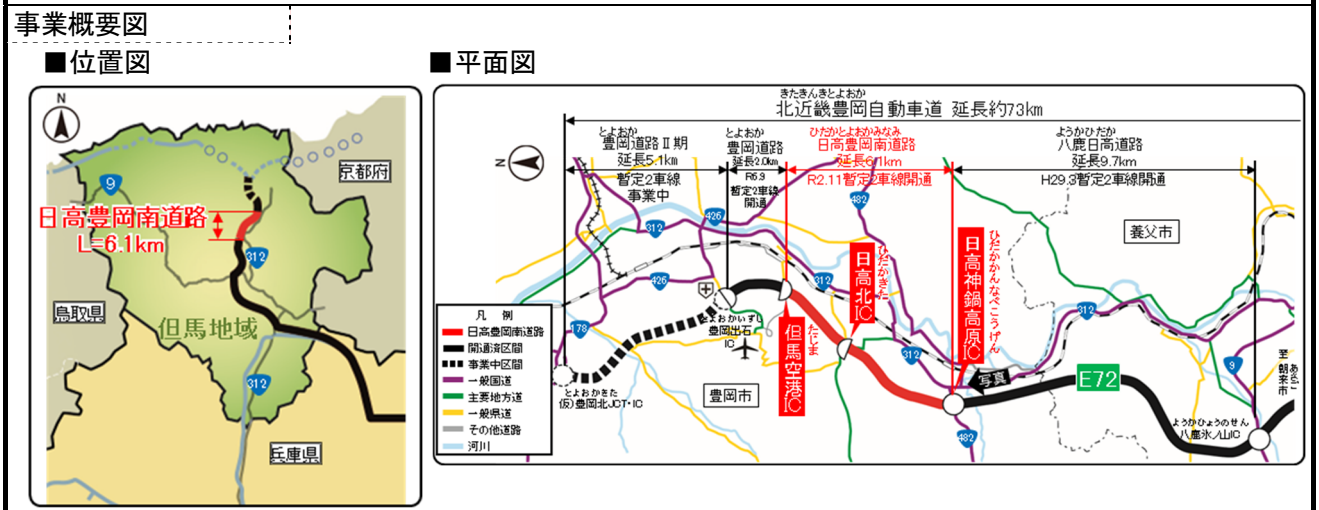 事業概要図
■位置図
N
9
京都府
日高豊岡南道路
L=6.1km
312
鳥取県
但馬地域
312
兵庫県
■平面図
きたきんきとよおか
北近畿豊岡自動車道 延長約73km
N
とよおか
豊岡道路Ⅱ期
延長5.1km
暫定2車線
事業中
とよおか
豊岡道路
延長2.0km
R6.9
暫定2車線
開通
ひだかとよおかみなみ
日高豊岡南道路
延長6.1km
R2.11暫定2車線開通
ようかひだか
八鹿日高道路
延長9.7km
H29.3暫定2車線開通
482
426
312
養父市
426
312
ひだかきた
日高北IC
ひだかかんなべこうげん
日高神鍋高原IC
312
178
とよおかいずし
豊岡出石
IC
たじま
但馬空港IC
312
写真
E72
9
至 朝来市
あさご
とよおかきた
(仮)豊岡北JCT・IC
豊岡市
482
ようかひょうのせん
八鹿氷ノ山IC
凡 例
日高豊岡南道路
開通済区間
事業中区間
一般国道
主要地方道
一般県道
その他道路
河川